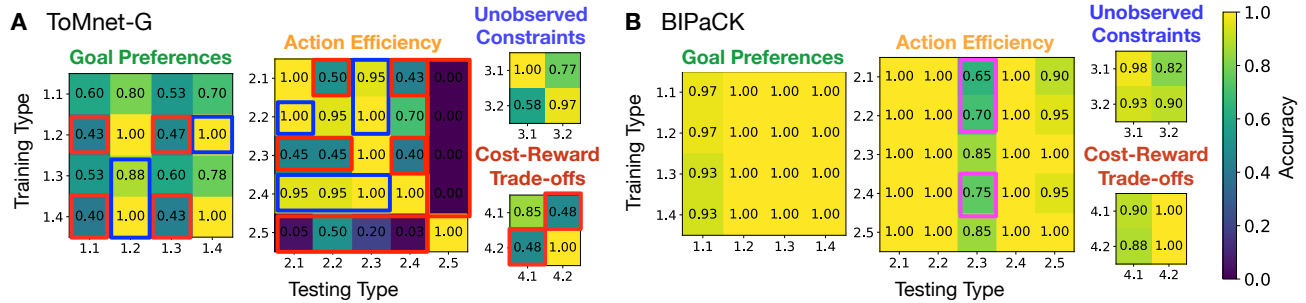 A ToMnet-G
Goal Preferences
Training Type
1.1 0.60 0.80 0.53 0.70
1.2 0.43 1.00 0.47 1.00
1.3 0.53 0.88 0.60 0.78
1.4 0.40 1.00 0.43 1.00
1.1 1.2 1.3 1.4
Action Efficiency
2.1 1.00 0.50 0.95 0.43 0.00
2.2 1.00 0.95 1.00 0.70 0.00
2.3 0.45 0.45 1.00 0.40 0.00
2.4 0.95 0.95 1.00 1.00 0.00
2.5 0.05 0.50 0.20 0.03 1.00
2.1 2.2 2.3 2.4 2.5
Testing Type
Unobserved
Constraints
3.1 1.00 0.77
3.2 0.58 0.97
3.1 3.2
Cost-Reward
Trade-offs
4.1 0.85 0.48
4.2 0.48 1.00
4.1 4.2
B BIPaCK
Goal Preferences
Training Type
1.1 0.97 1.00 1.00 1.00
1.2 0.97 1.00 1.00 1.00
1.3 0.93 1.00 1.00 1.00
1.4 0.93 1.00 1.00 1.00
1.1 1.2 1.3 1.4
Action Efficiency
2.1 1.00 1.00 0.65 1.00 0.90
2.2 1.00 1.00 0.70 1.00 0.95
2.3 1.00 1.00 0.85 1.00 1.00
2.4 1.00 1.00 0.75 1.00 0.95
2.5 1.00 1.00 0.85 1.00 1.00
2.1 2.2 2.3 2.4 2.5
Testing Type
Unobserved
Constraints
3.1 0.98 0.82
3.2 0.93 0.90
3.1 3.2
Cost-Reward
Trade-offs
4.1 0.90 1.00
4.2 0.88 1.00
4.1 4.2
1.0
0.8
0.6
0.4
0.2
0.0
Accuracy